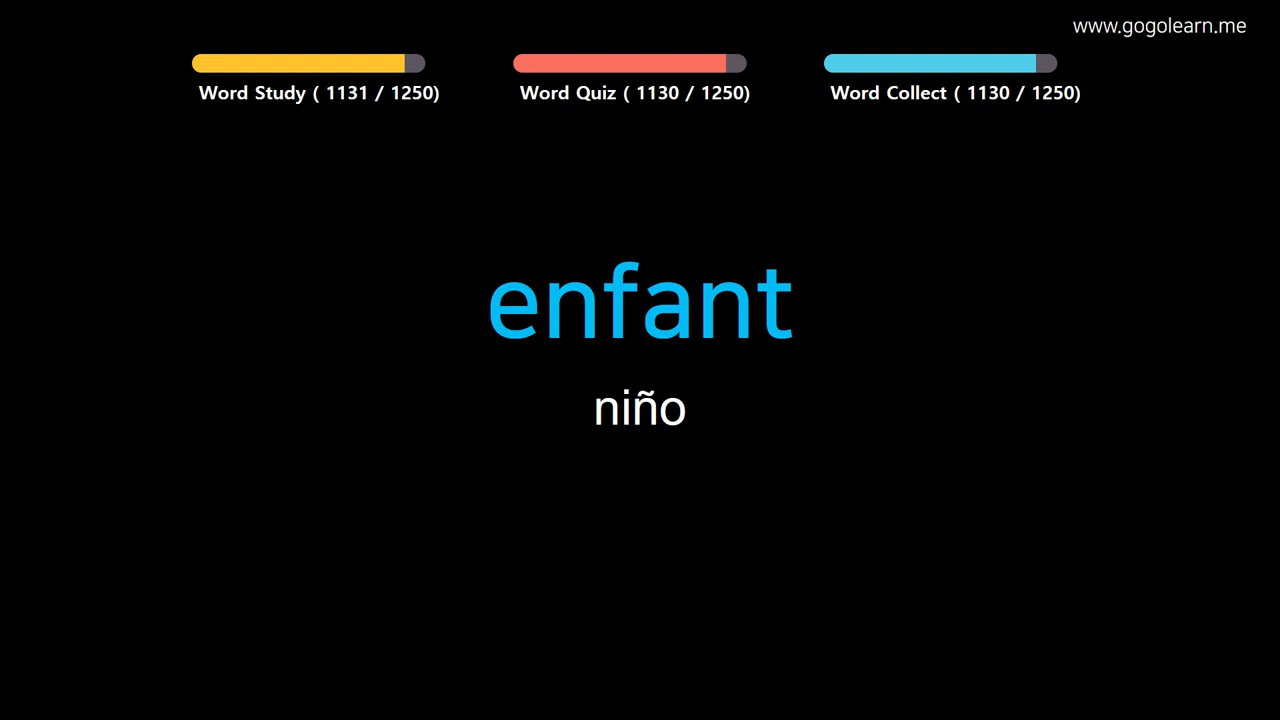 www.gogolearn.me
Word Study ( 1131 / 1250)
Word Quiz ( 1130 / 1250)
Word Collect ( 1130 / 1250)
enfant
niño